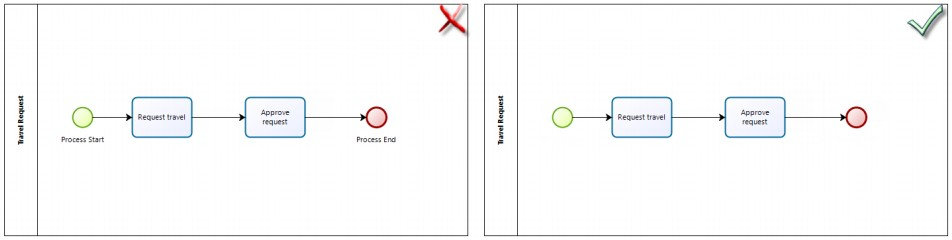 Travel Request
Request travel
Approve
request
Process Start
Process End
Travel Request
Request travel
Approve
request